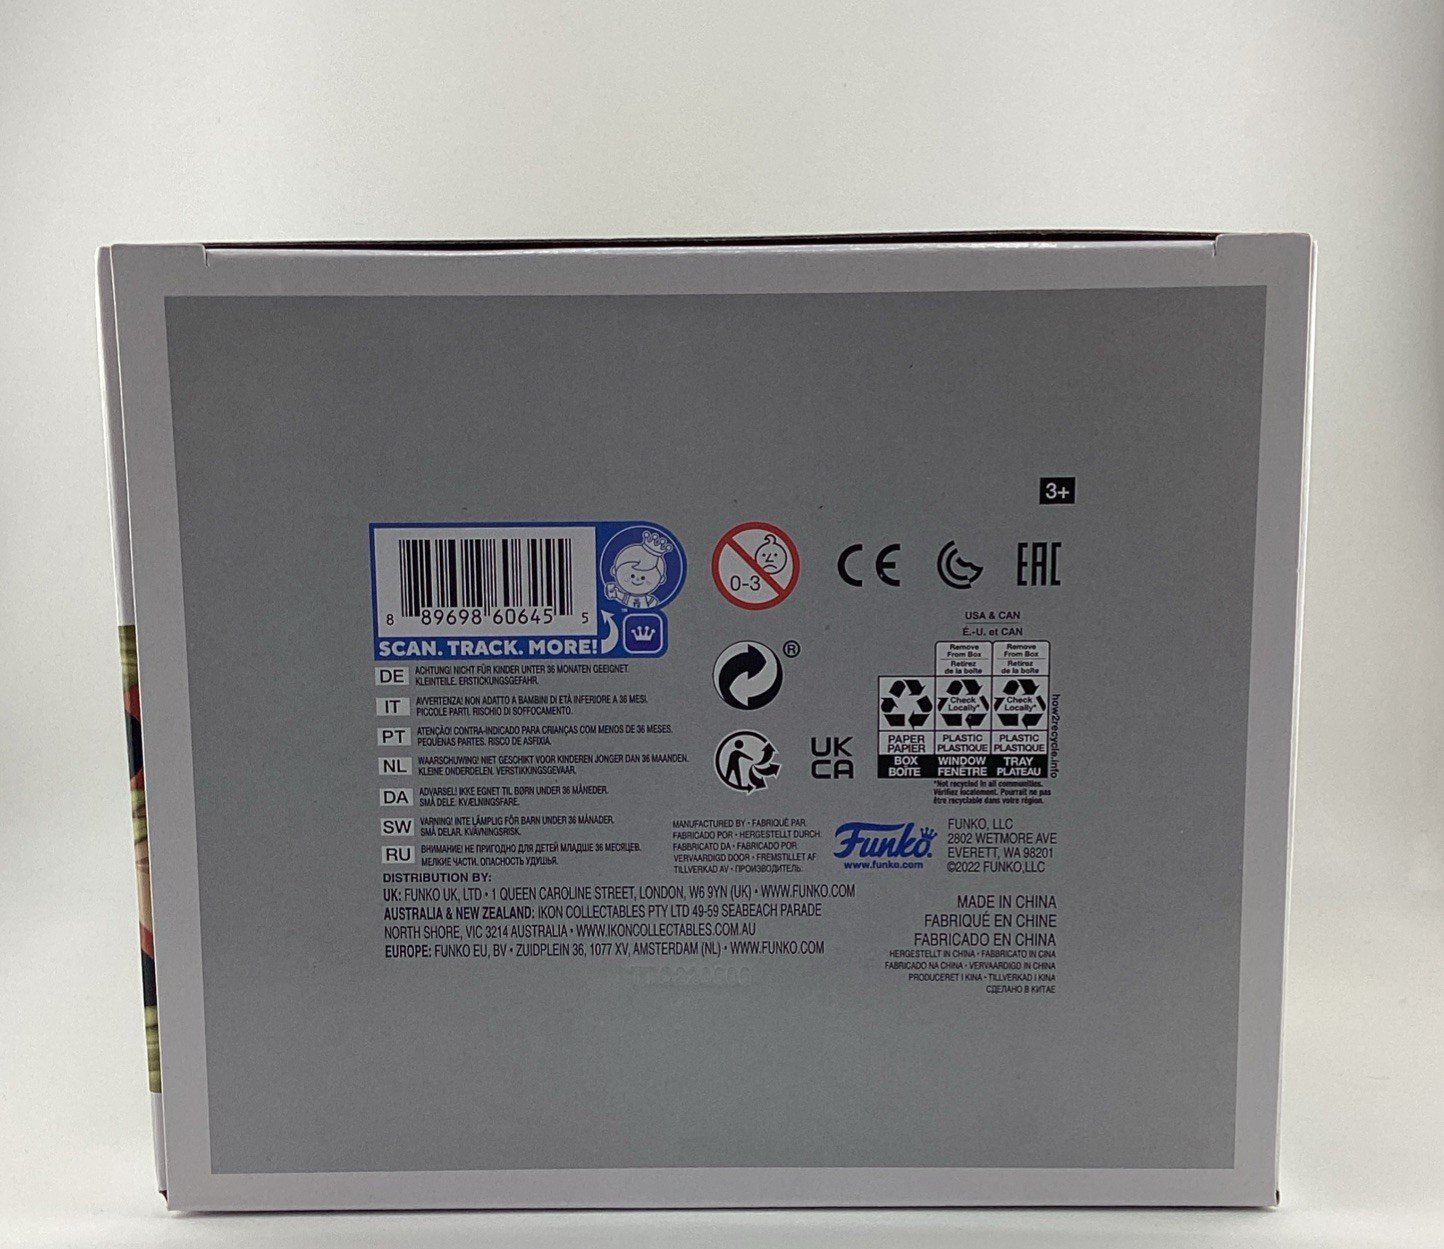 3+
8 89698 60645 5
™
SCAN. TRACK. MORE!
0-3
CE
EAC
®
UK
CA
USA & CAN
É.-U. et CAN
Remove
From Box
Retirez
de la boîte
Remove
From Box
Retirez
de la boîte
Check
Locally*
Check
Locally*
PAPER
PAPIER
PLASTIC
PLASTIQUE
PLASTIC
PLASTIQUE
BOX
BOÎTE
WINDOW
FENÊTRE
TRAY
PLATEAU
how2recycle.info
*Not recycled in all communities.
Vérifiez localement. Pourrait ne pas
être recyclable dans votre région.
DE ACHTUNG! NICHT FÜR KINDER UNTER 36 MONATEN GEEIGNET.
KLEINTEILE. ERSTICKUNGSGEFAHR.
IT AVVERTENZA! NON ADATTO A BAMBINI DI ETÀ INFERIORE A 36 MESI.
PICCOLE PARTI. RISCHIO DI SOFFOCAMENTO.
PT ATENÇÃO! CONTRA-INDICADO PARA CRIANÇAS COM MENOS DE 36 MESES.
PEQUENAS PARTES. RISCO DE ASFIXIA.
NL WAARSCHUWING! NIET GESCHIKT VOOR KINDEREN JONGER DAN 36 MAANDEN.
KLEINE ONDERDELEN. VERSTIKKINGSGEVAAR.
DA ADVARSEL! IKKE EGNET TIL BØRN UNDER 36 MÅNEDER.
SMÅ DELE. KVÆLNINGSFARE.
SW VARNING! INTE LÄMPLIG FÖR BARN UNDER 36 MÅNADER.
SMÅ DELAR. KVÄVNINGSRISK.
RU ВНИМАНИЕ! НЕ ПРИГОДНО ДЛЯ ДЕТЕЙ МЛАДШЕ 36 МЕСЯЦЕВ.
МЕЛКИЕ ЧАСТИ. ОПАСНОСТЬ УДУШЬЯ.
DISTRIBUTION BY:
UK: FUNKO UK, LTD • 1 QUEEN CAROLINE STREET, LONDON, W6 9YN (UK) • WWW.FUNKO.COM
AUSTRALIA & NEW ZEALAND: IKON COLLECTABLES PTY LTD 49-59 SEABEACH PARADE
NORTH SHORE, VIC 3214 AUSTRALIA • WWW.IKONCOLLECTABLES.COM.AU
EUROPE: FUNKO EU, BV • ZUIDPLEIN 36, 1077 XV, AMSTERDAM (NL) • WWW.FUNKO.COM
MANUFACTURED BY • FABRIQUÉ PAR
FABRICADO POR • HERGESTELLT DURCH
FABBRICATO DA • FABRICADO POR
VERVAARDIGD DOOR • FREMSTILLET AF
TILLVERKAD AV • ПРОИЗВОДИТЕЛЬ:
Funko.
www.funko.com
FUNKO, LLC
2802 WETMORE AVE
EVERETT, WA 98201
©2022 FUNKO,LLC
MADE IN CHINA
FABRIQUÉ EN CHINE
FABRICADO EN CHINA
HERGESTELLT IN CHINA • FABBRICATO IN CINA
FABRICADO NA CHINA • VERVAARDIGD IN CHINA
PRODUCERET I KINA • TILLVERKAD I KINA
СДЕЛАНО В КИТАЕ